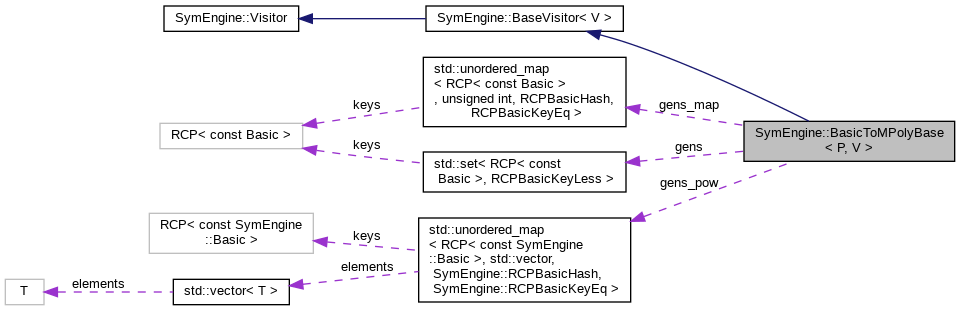 SymEngine::Visitor
SymEngine::BaseVisitor< V >
std::unordered_map
< RCP< const Basic >
, unsigned int, RCPBasicHash,
RCPBasicKeyEq >
keys
gens_map
RCP< const Basic >
SymEngine::BasicToMPolyBase
< P, V >
keys
gens
std::set< RCP< const
Basic >, RCPBasicKeyLess >
gens_pow
RCP< const SymEngine
::Basic >
keys
std::unordered_map
< RCP< const SymEngine
::Basic >, std::vector,
SymEngine::RCPBasicHash,
SymEngine::RCPBasicKeyEq >
elements
T
elements
std::vector< T >